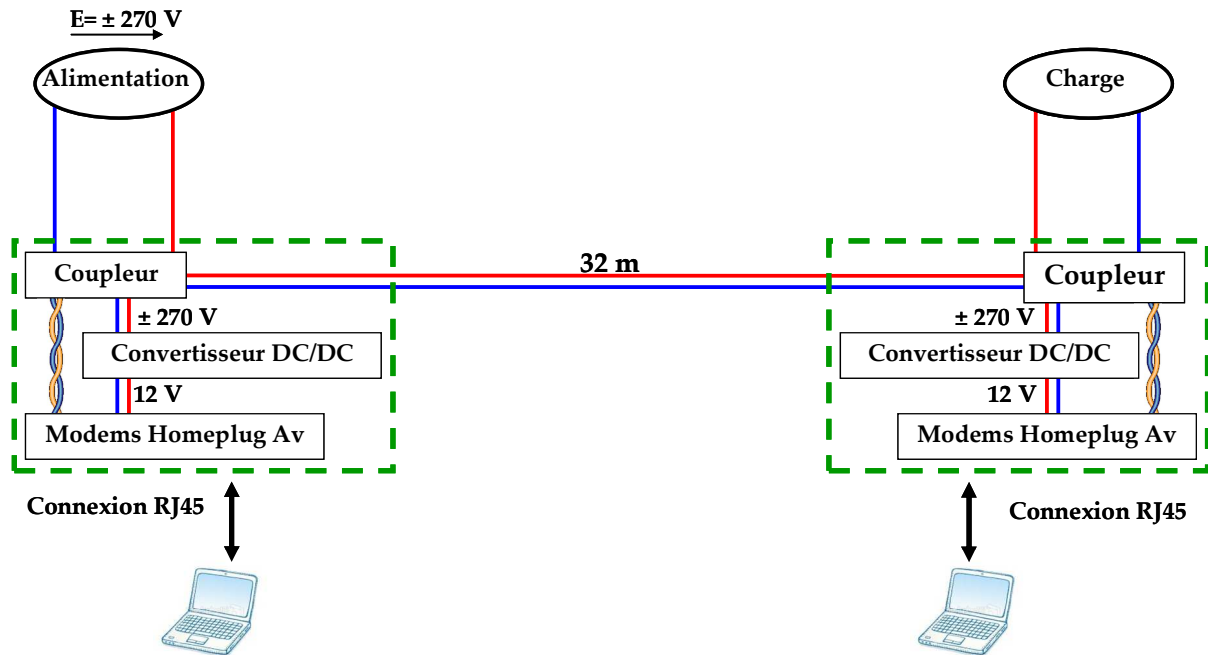 E= ± 270 V
Alimentation
Charge
Coupleur
32 m
Coupleur
± 270 V
± 270 V
Convertisseur DC/DC
Convertisseur DC/DC
12 V
12 V
Modems Homeplug Av
Modems Homeplug Av
Connexion RJ45
Connexion RJ45